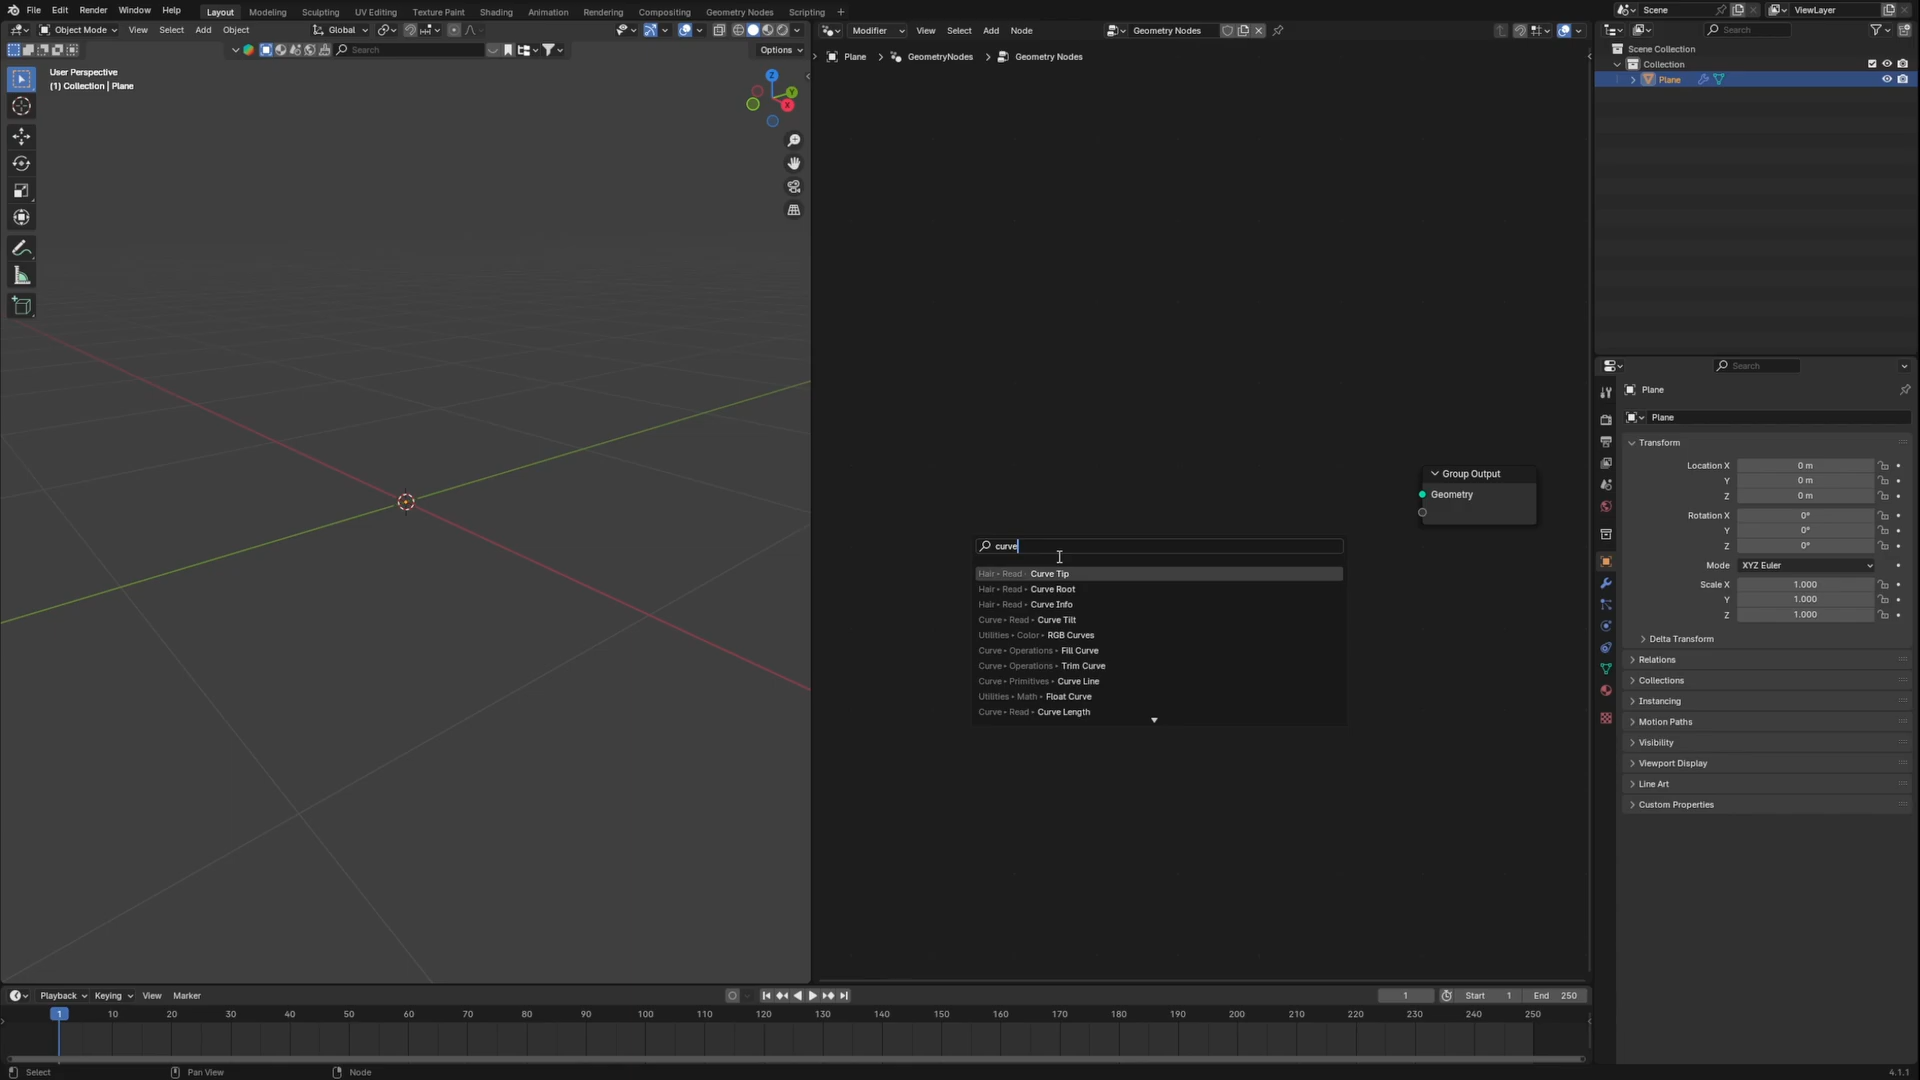 File Edit Render Window Help Layout Modeling Sculpting UV Editing Texture Paint Shading Animation Rendering Compositing Geometry Nodes Scripting + Scene ViewLayer
Object Mode View Select Add Object Global Modifier View Select Add Node Geometry Nodes Search
Search Options
Plane > GeometryNodes > Geometry Nodes
User Perspective
(1) Collection | Plane
Z
Y
X
Scene Collection
Collection
Plane
Group Output
Geometry
curve
Hair ▸ Read ▸ Curve Tip
Hair ▸ Read ▸ Curve Root
Hair ▸ Read ▸ Curve Info
Curve ▸ Read ▸ Curve Tilt
Utilities ▸ Color ▸ RGB Curves
Curve ▸ Operations ▸ Fill Curve
Curve ▸ Operations ▸ Trim Curve
Curve ▸ Primitives ▸ Curve Line
Utilities ▸ Math ▸ Float Curve
Curve ▸ Read ▸ Curve Length
Search
Plane
Plane
Transform
Location X 0 m
Y 0 m
Z 0 m
Rotation X 0°
Y 0°
Z 0°
Mode XYZ Euler
Scale X 1.000
Y 1.000
Z 1.000
Delta Transform
Relations
Collections
Instancing
Motion Paths
Visibility
Viewport Display
Line Art
Custom Properties
Playback Keying View Marker 1 Start 1 End 250
1 10 20 30 40 50 60 70 80 90 100 110 120 130 140 150 160 170 180 190 200 210 220 230 240 250
Select Pan View Node 4.1.1